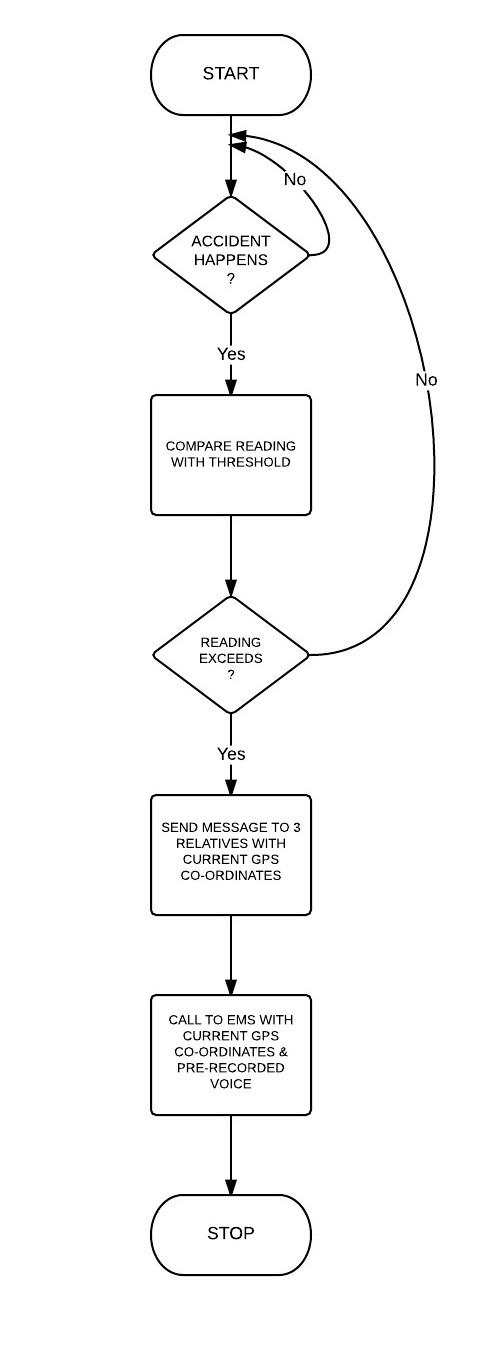 START
No
ACCIDENT
HAPPENS
?
Yes
No
COMPARE READING
WITH THRESHOLD
READING
EXCEEDS
?
Yes
SEND MESSAGE TO 3
RELATIVES WITH
CURRENT GPS
CO-ORDINATES
CALL TO EMS WITH
CURRENT GPS
CO-ORDINATES &
PRE-RECORDED
VOICE
STOP